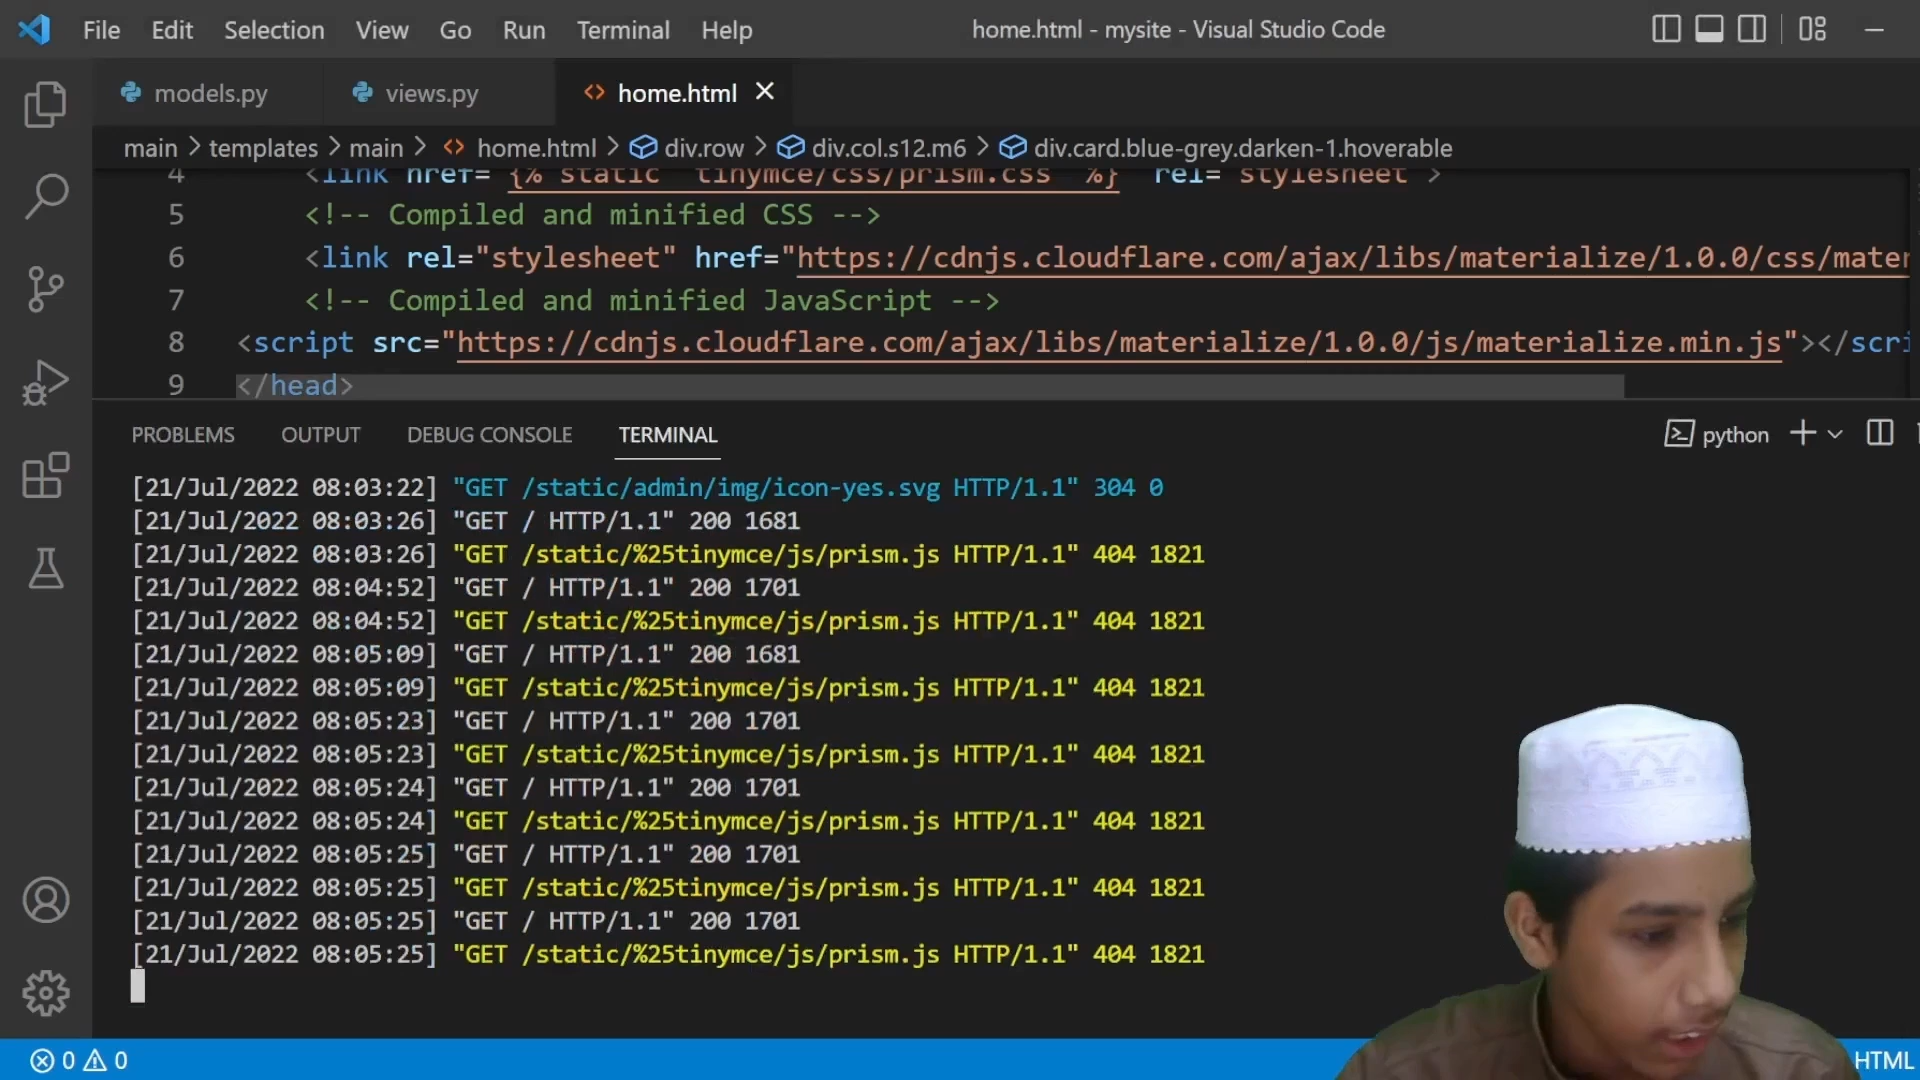 File Edit Selection View Go Run Terminal Help home.html - mysite - Visual Studio Code
models.py views.py home.html
main > templates > main > home.html > div.row > div.col.s12.m6 > div.card.blue-grey.darken-1.hoverable
4 <link href="{% static 'tinymce/css/prism.css' %}" rel="stylesheet">
5 <!-- Compiled and minified CSS -->
6 <link rel="stylesheet" href="https://cdnjs.cloudflare.com/ajax/libs/materialize/1.0.0/css/mater
7 <!-- Compiled and minified JavaScript -->
8 <script src="https://cdnjs.cloudflare.com/ajax/libs/materialize/1.0.0/js/materialize.min.js"></scri
9 </head>
PROBLEMS OUTPUT DEBUG CONSOLE TERMINAL python
[21/Jul/2022 08:03:22] "GET /static/admin/img/icon-yes.svg HTTP/1.1" 304 0
[21/Jul/2022 08:03:26] "GET / HTTP/1.1" 200 1681
[21/Jul/2022 08:03:26] "GET /static/%25tinymce/js/prism.js HTTP/1.1" 404 1821
[21/Jul/2022 08:04:52] "GET / HTTP/1.1" 200 1701
[21/Jul/2022 08:04:52] "GET /static/%25tinymce/js/prism.js HTTP/1.1" 404 1821
[21/Jul/2022 08:05:09] "GET / HTTP/1.1" 200 1681
[21/Jul/2022 08:05:09] "GET /static/%25tinymce/js/prism.js HTTP/1.1" 404 1821
[21/Jul/2022 08:05:23] "GET / HTTP/1.1" 200 1701
[21/Jul/2022 08:05:23] "GET /static/%25tinymce/js/prism.js HTTP/1.1" 404 1821
[21/Jul/2022 08:05:24] "GET / HTTP/1.1" 200 1701
[21/Jul/2022 08:05:24] "GET /static/%25tinymce/js/prism.js HTTP/1.1" 404 1821
[21/Jul/2022 08:05:25] "GET / HTTP/1.1" 200 1701
[21/Jul/2022 08:05:25] "GET /static/%25tinymce/js/prism.js HTTP/1.1" 404 1821
[21/Jul/2022 08:05:25] "GET / HTTP/1.1" 200 1701
[21/Jul/2022 08:05:25] "GET /static/%25tinymce/js/prism.js HTTP/1.1" 404 1821
0 0 HTML